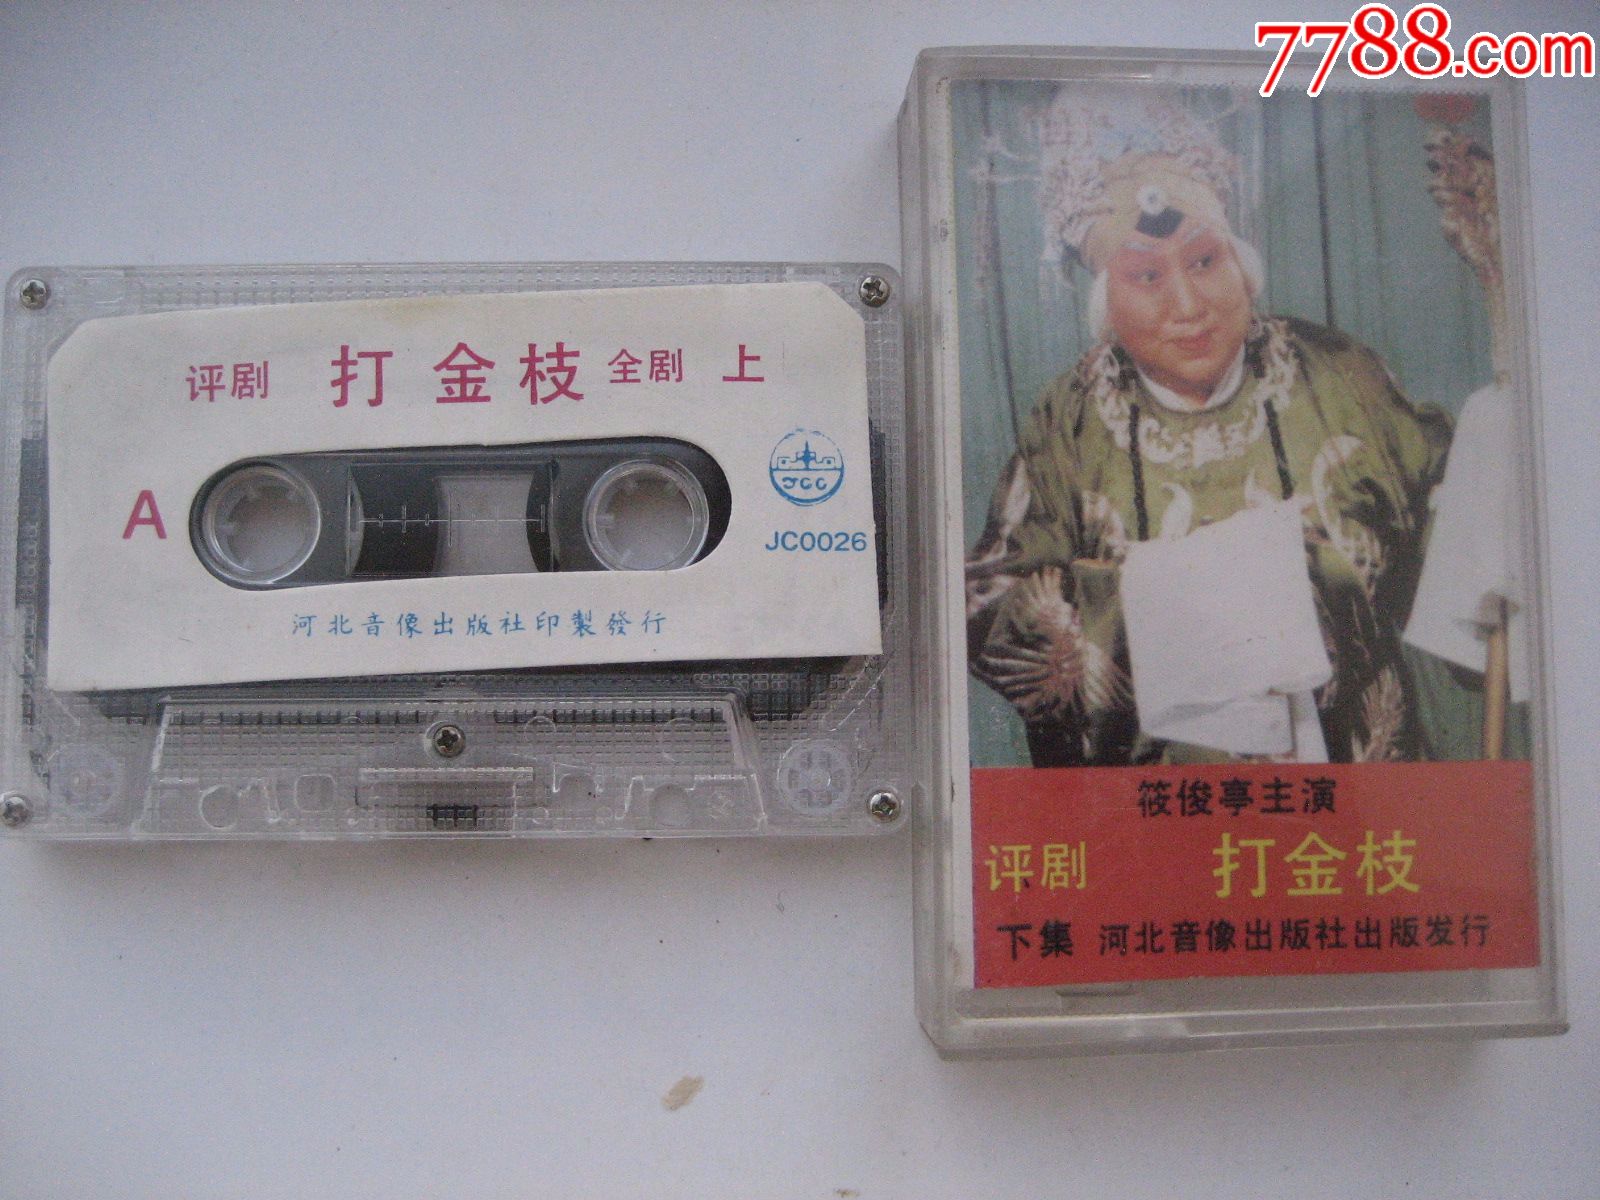 7788.com
评剧 打金枝 全剧 上
A
JCC
JC0026
河北音像出版社印製發行
筱俊亭主演
评剧 打金枝
下集 河北音像出版社出版发行